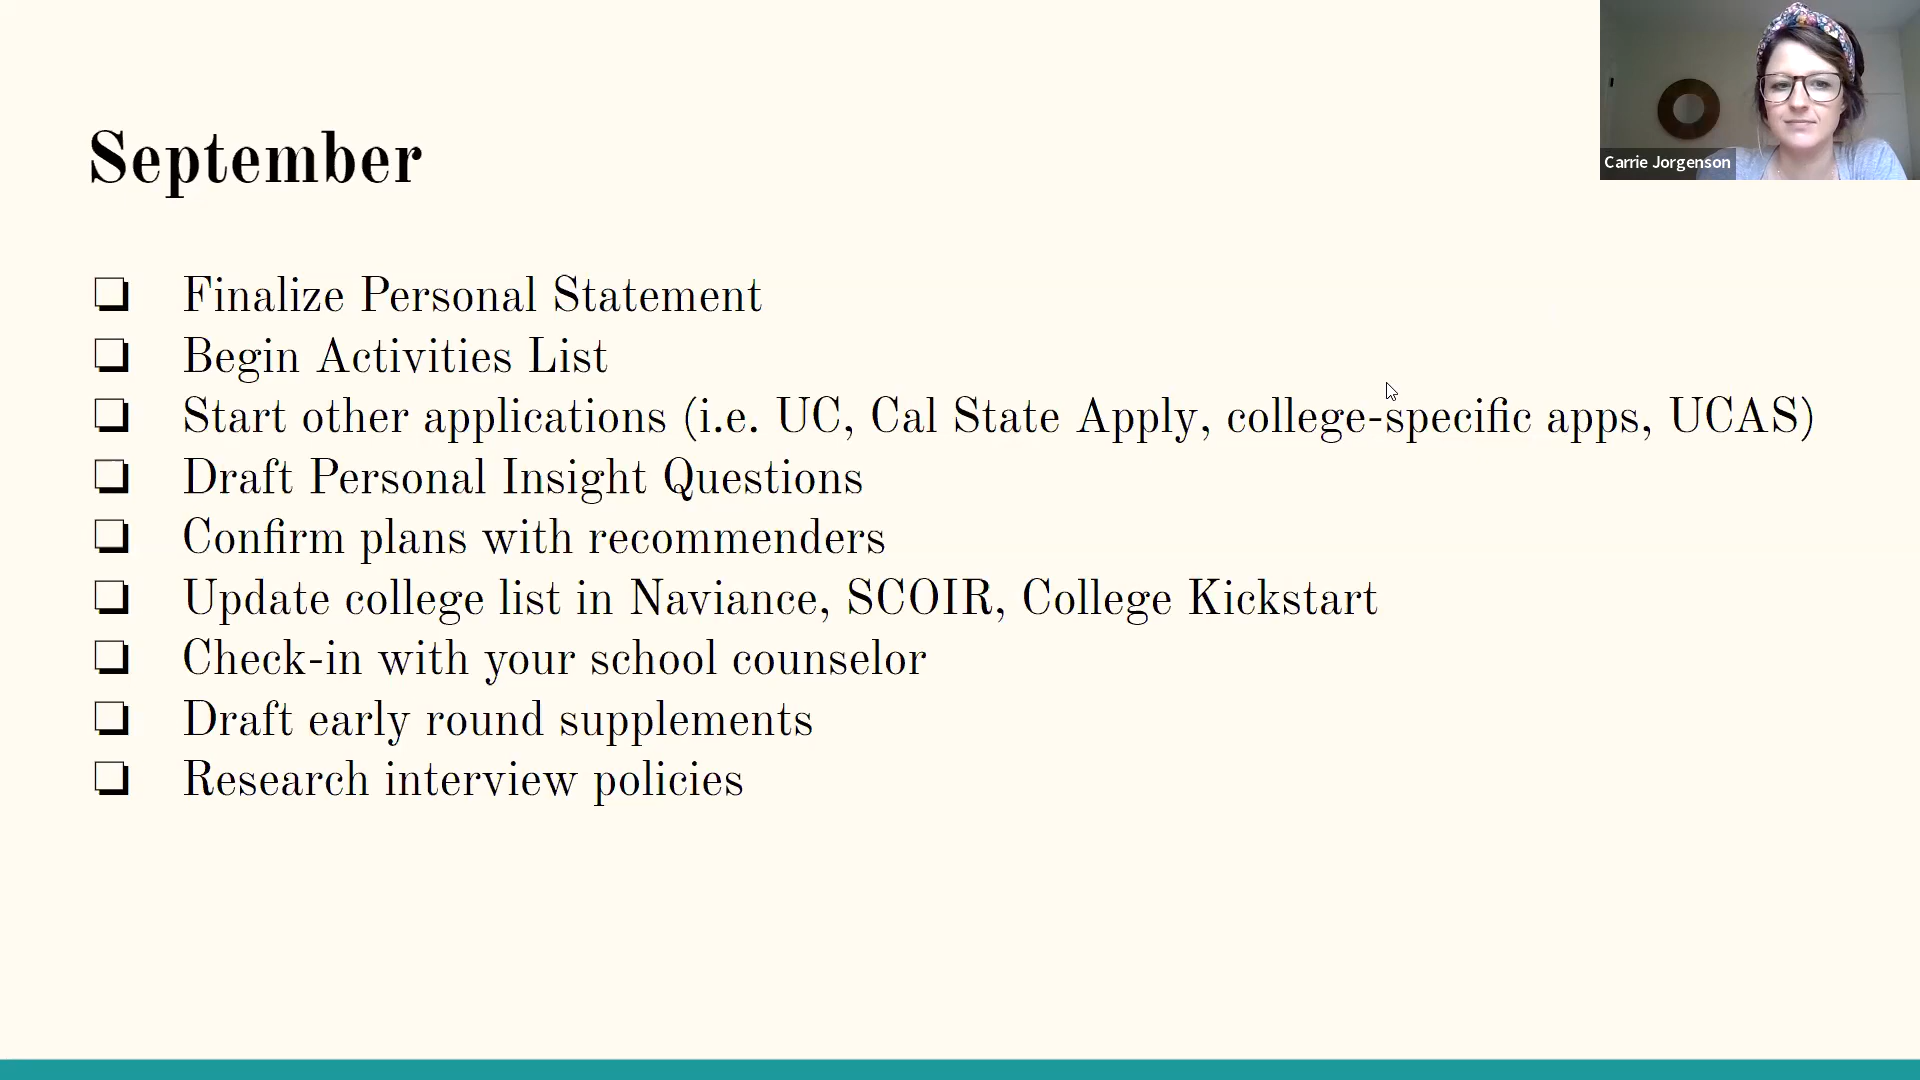 Carrie Jorgenson
September
❏ Finalize Personal Statement
❏ Begin Activities List
❏ Start other applications (i.e. UC, Cal State Apply, college-specific apps, UCAS)
❏ Draft Personal Insight Questions
❏ Confirm plans with recommenders
❏ Update college list in Naviance, SCOIR, College Kickstart
❏ Check-in with your school counselor
❏ Draft early round supplements
❏ Research interview policies